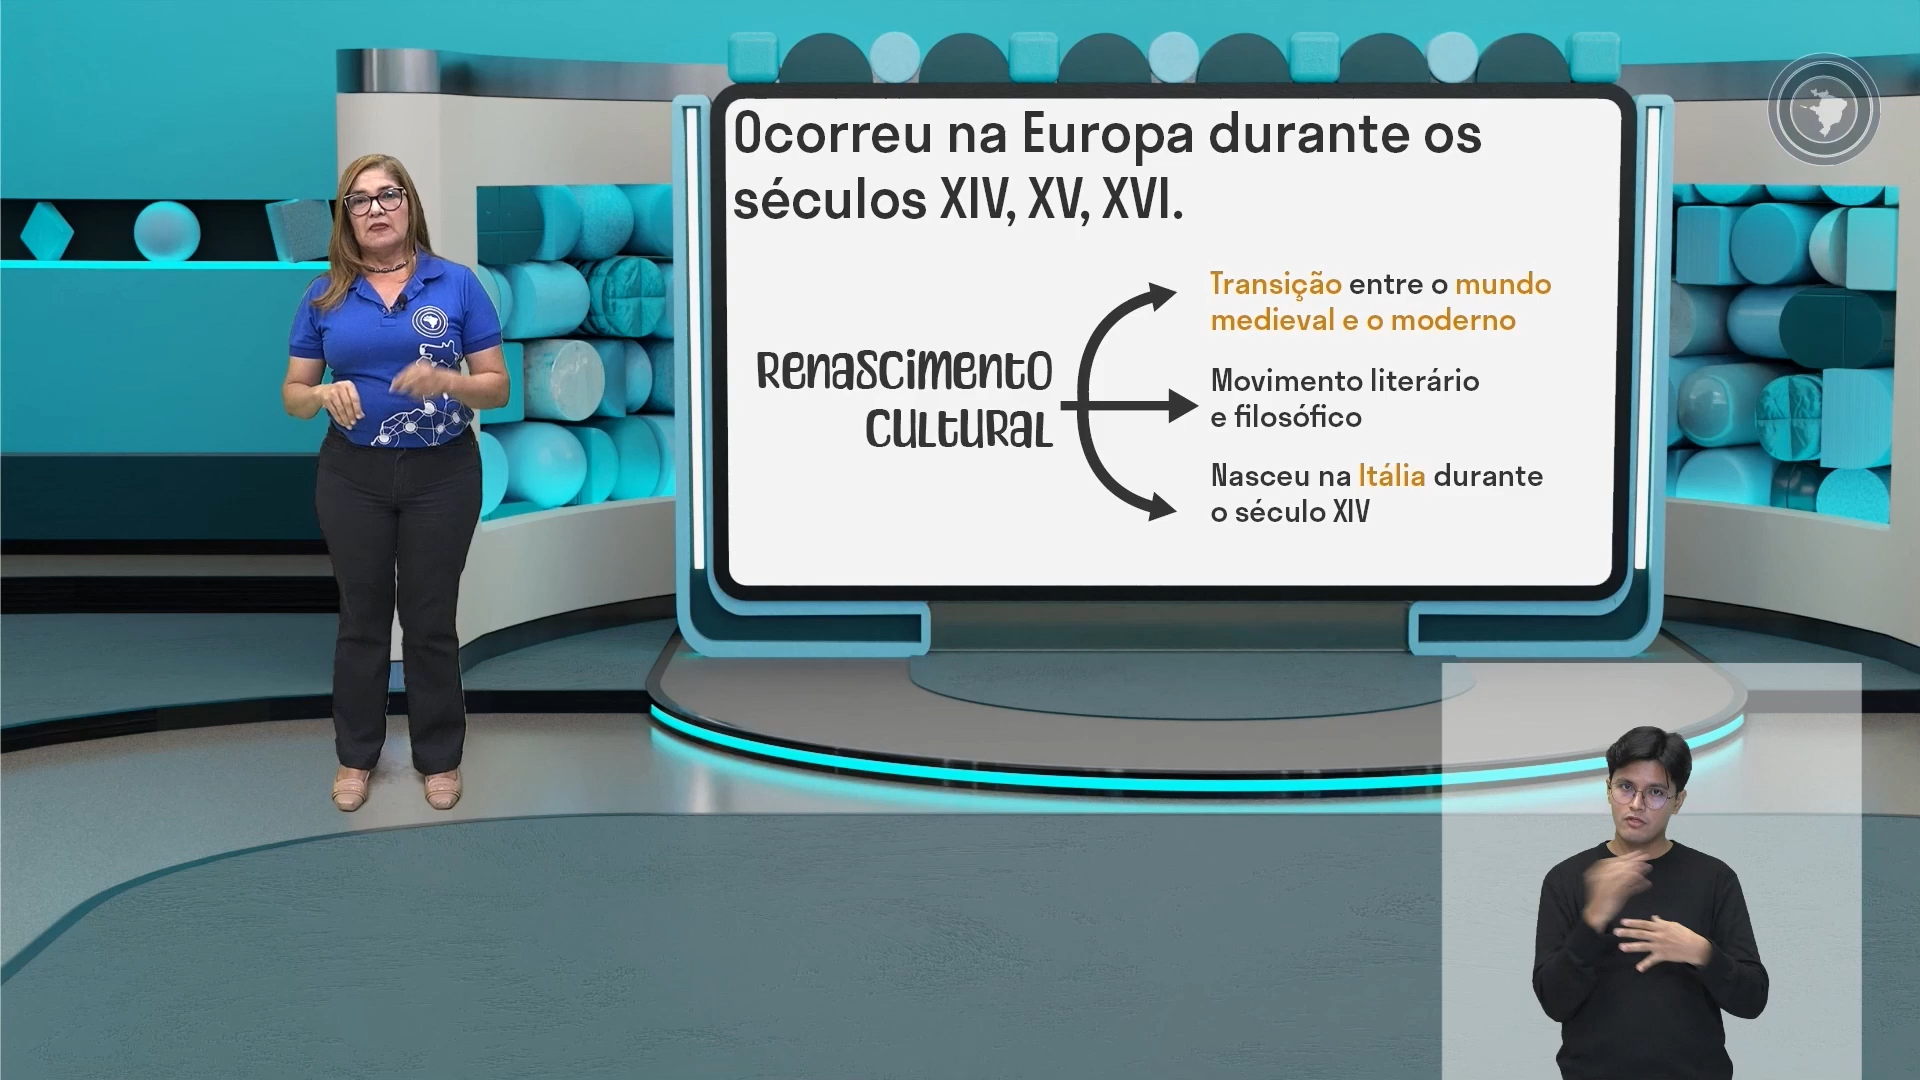 Ocorreu na Europa durante os
séculos XIV, XV, XVI.
Renascimento
Cultural
Transição entre o mundo
medieval e o moderno
Movimento literário
e filosófico
Nasceu na Itália durante
o século XIV